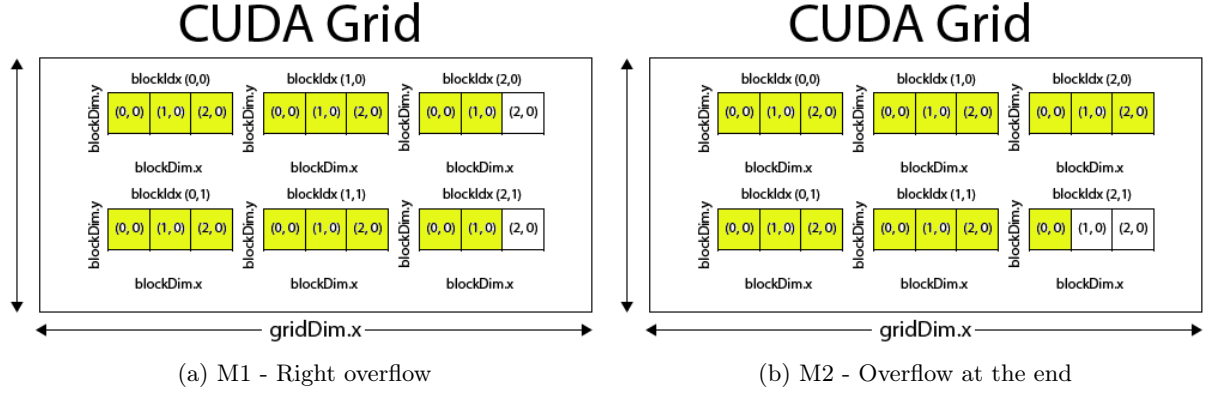 CUDA Grid
blockIdx (0,0) blockIdx (1,0) blockIdx (2,0)
blockDim.y (0, 0) (1, 0) (2, 0) blockDim.y (0, 0) (1, 0) (2, 0) blockDim.y (0, 0) (1, 0) (2, 0)
blockDim.x blockDim.x blockDim.x
blockIdx (0,1) blockIdx (1,1) blockIdx (2,1)
blockDim.y (0, 0) (1, 0) (2, 0) blockDim.y (0, 0) (1, 0) (2, 0) blockDim.y (0, 0) (1, 0) (2, 0)
blockDim.x blockDim.x blockDim.x
gridDim.x
(a) M1 - Right overflow
CUDA Grid
blockIdx (0,0) blockIdx (1,0) blockIdx (2,0)
blockDim.y (0, 0) (1, 0) (2, 0) blockDim.y (0, 0) (1, 0) (2, 0) blockDim.y (0, 0) (1, 0) (2, 0)
blockDim.x blockDim.x blockDim.x
blockIdx (0,1) blockIdx (1,1) blockIdx (2,1)
blockDim.y (0, 0) (1, 0) (2, 0) blockDim.y (0, 0) (1, 0) (2, 0) blockDim.y (0, 0) (1, 0) (2, 0)
blockDim.x blockDim.x blockDim.x
gridDim.x
(b) M2 - Overflow at the end